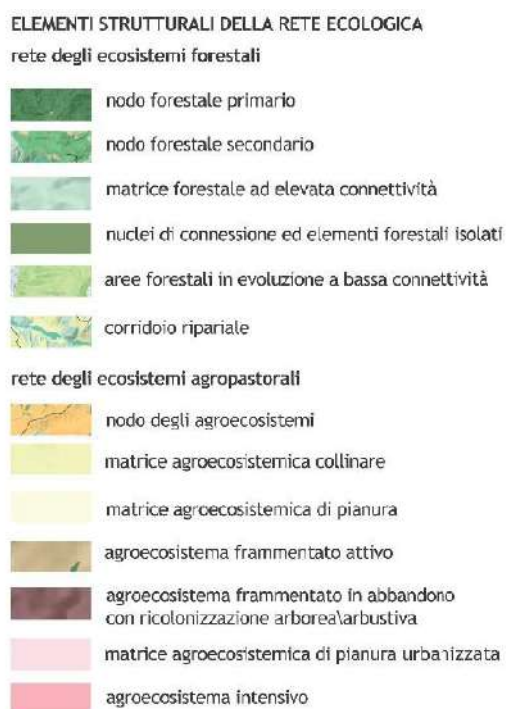 ELEMENTI STRUTTURALI DELLA RETE ECOLOGICA
rete degli ecosistemi forestali
nodo forestale primario
nodo forestale secondario
matrice forestale ad elevata connettività
nuclei di connessione ed elementi forestali isolati
aree forestali in evoluzione a bassa connettività
corridoio ripariale
rete degli ecosistemi agropastorali
nodo degli agroecosistemi
matrice agroecosistemica collinare
matrice agroecosistemica di pianura
agroecosistema frammentato attivo
agroecosistema frammentato in abbandono
con ricolonizzazione arborea\arbustiva
matrice agroecosistemica di pianura urbanizzata
agroecosistema intensivo